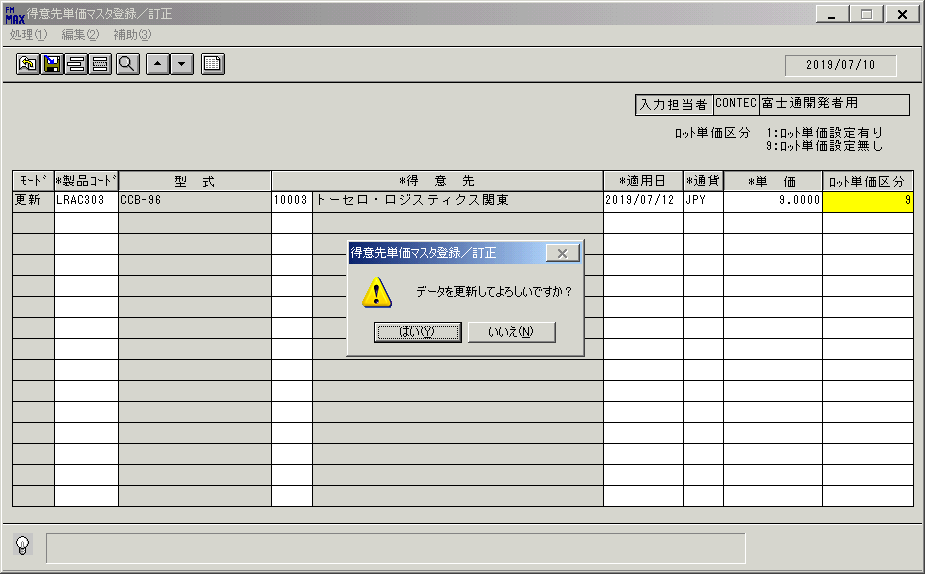 FM MAX 得意先単価マスタ登録／訂正
処理(1) 編集(2) 補助(3)
2019/07/10
入力担当者 CONTEC 富士通開発者用
ﾛｯﾄ単価区分 1:ﾛｯﾄ単価設定有り
9:ﾛｯﾄ単価設定無し
ﾓｰﾄﾞ *製品ｺｰﾄﾞ 型 式 *得 意 先 *適用日 *通貨 *単 価 ﾛｯﾄ単価区分
更新 LRAC303 CCB-96 10003 トーセロ・ロジスティクス関東 2019/07/12 JPY 9.0000 9
得意先単価マスタ登録／訂正
データを更新してよろしいですか？
はい(Y) いいえ(N)